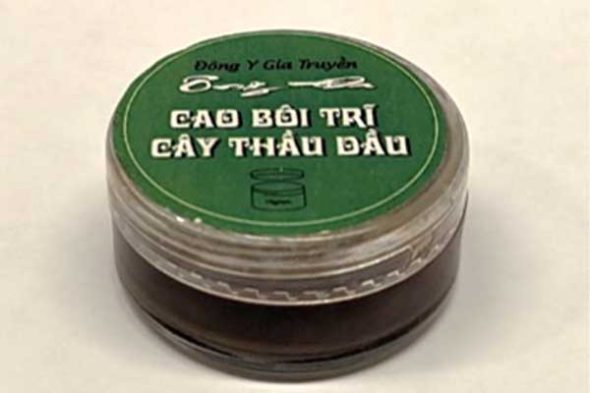 Đông Y Gia Truyền
CAO BÔI TRĨ
CÂY THẦU DẦU